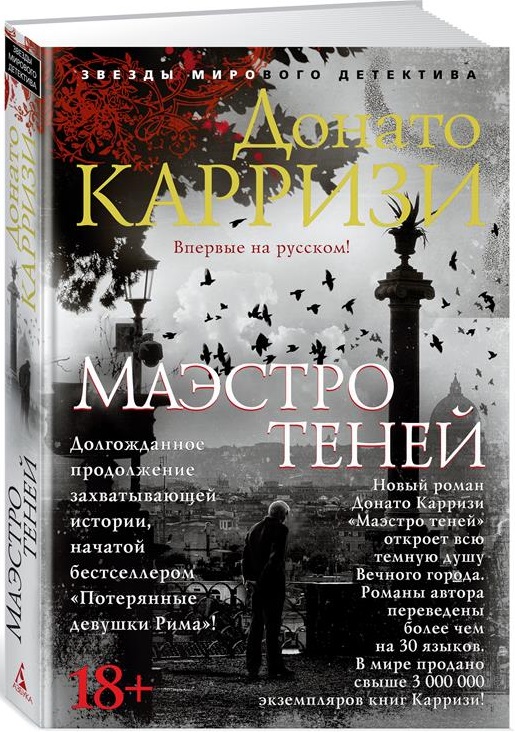 ЗВЕЗДЫ МИРОВОГО ДЕТЕКТИВА
Донато
КАРРИЗИ
Впервые на русском!
МАЭСТРО
ТЕНЕЙ
Долгожданное
продолжение
захватывающей
истории,
начатой
бестселлером
«Потерянные
девушки Рима»!
18+
Новый роман
Донато Карризи
«Маэстро теней»
откроет всю
темную душу
Вечного города.
Романы автора
переведены
более чем
на 30 языков.
В мире продано
свыше 3 000 000
экземпляров книг Карризи!
ЗВЕЗДЫ
МИРОВОГО
ДЕТЕКТИВА
Донато
КАРРИЗИ
МАЭСТРО
ТЕНЕЙ
АЗБУКА